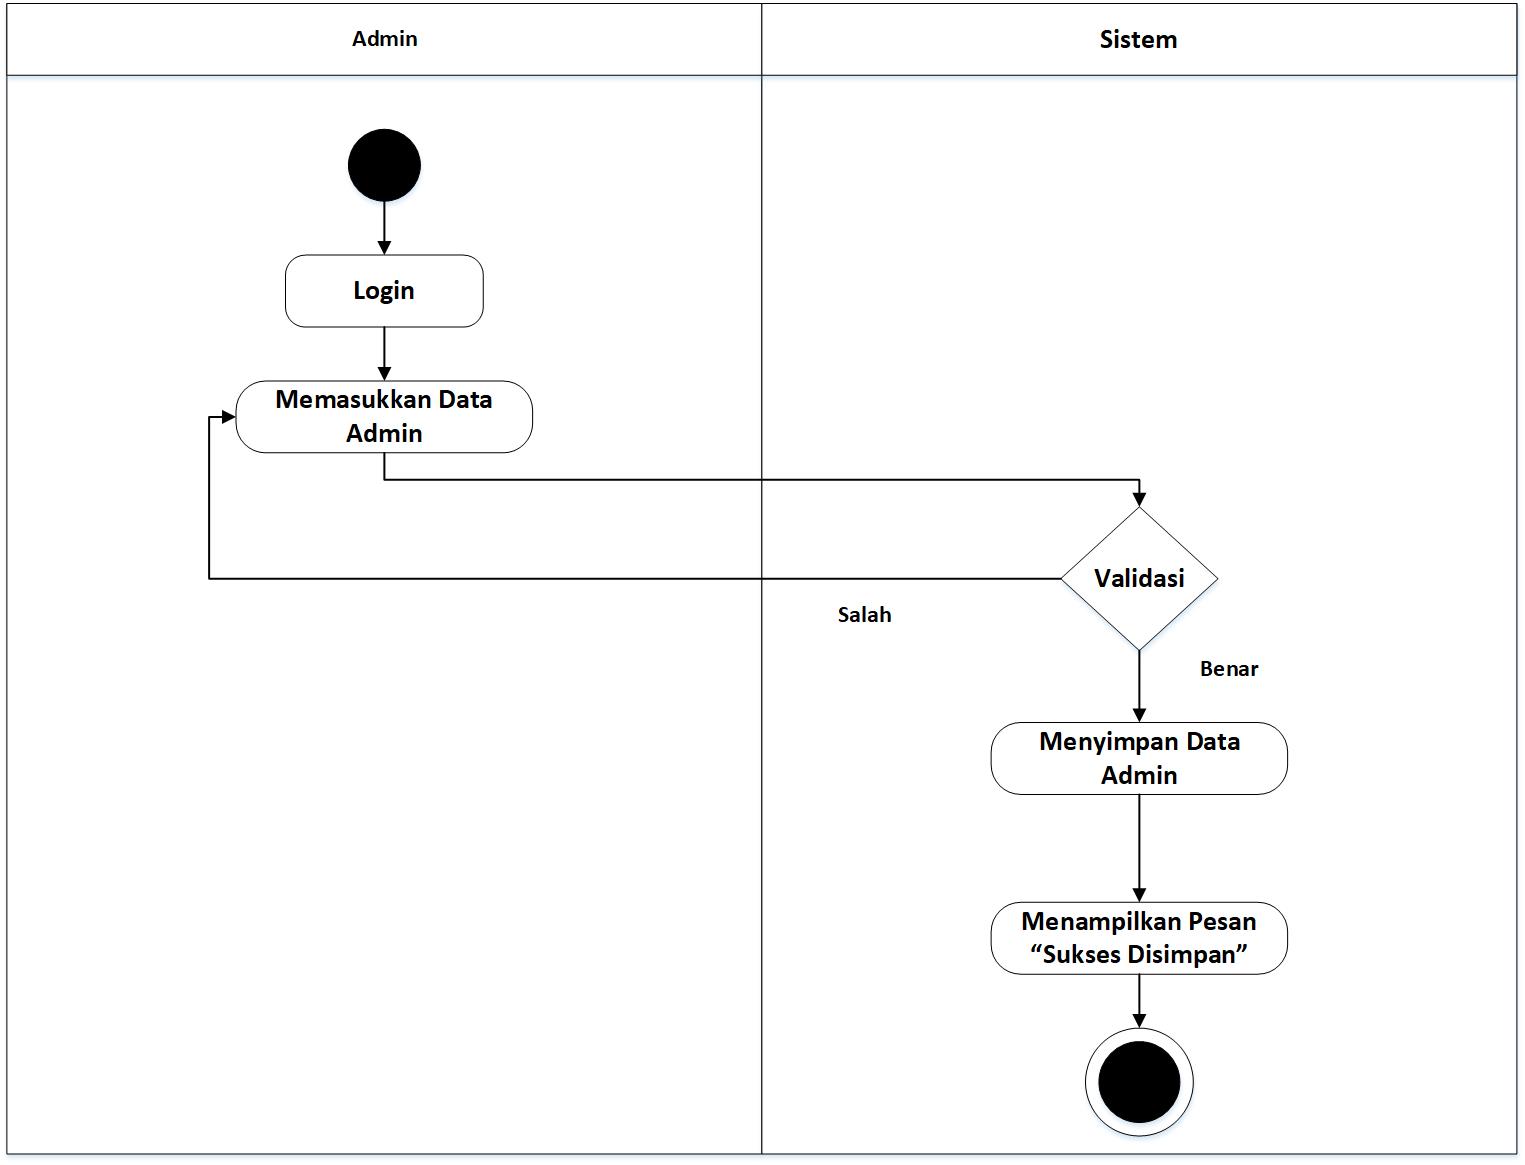 Admin
Sistem
Login
Memasukkan Data
Admin
Validasi
Salah
Benar
Menyimpan Data
Admin
Menampilkan Pesan
“Sukses Disimpan”